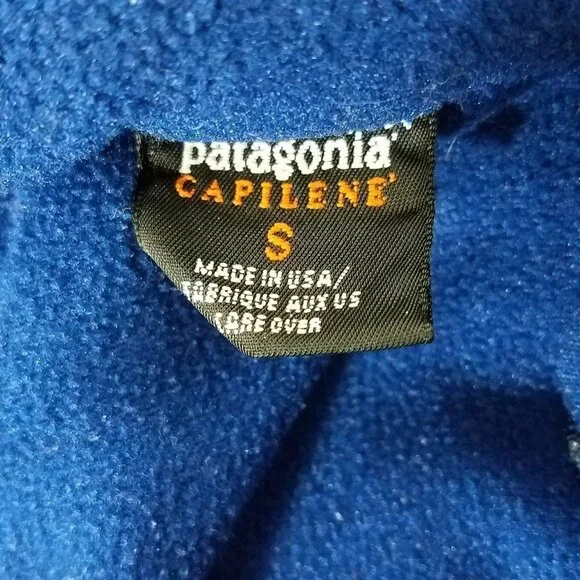 patagonia®
CAPILENE®
S
MADE IN USA/
FABRIQUE AUX US
CARE OVER